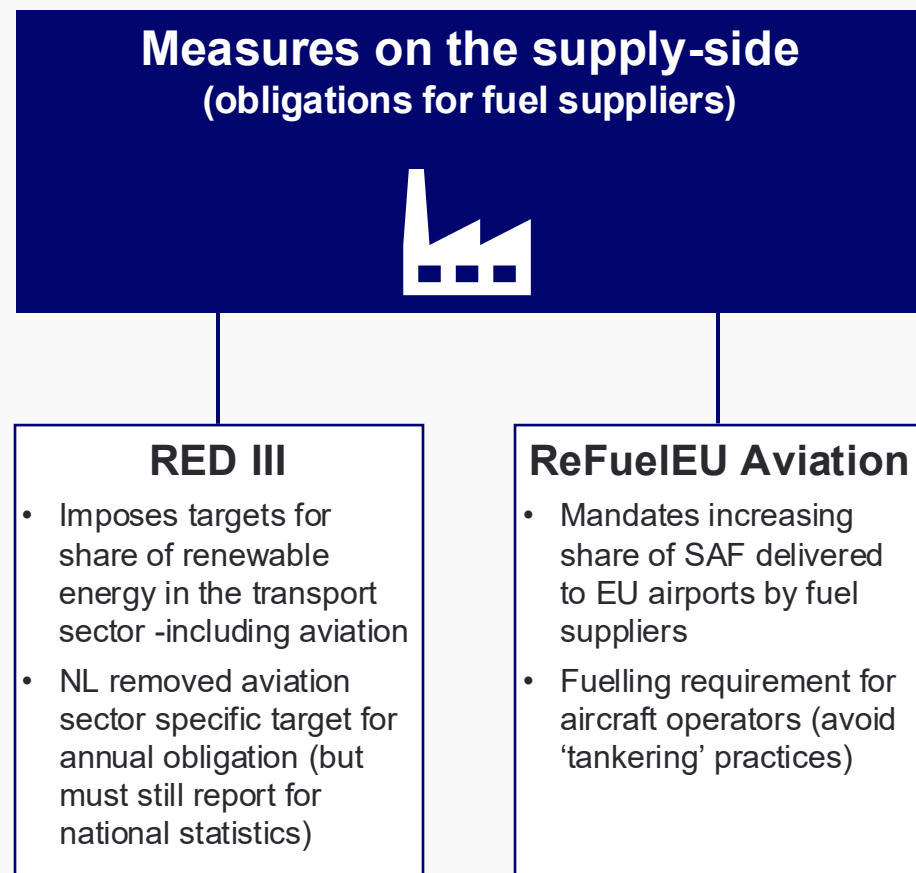 Measures on the supply-side
(obligations for fuel suppliers)
RED III
• Imposes targets for
share of renewable
energy in the transport
sector -including aviation
• NL removed aviation
sector specific target for
annual obligation (but
must still report for
national statistics)
ReFuelEU Aviation
• Mandates increasing
share of SAF delivered
to EU airports by fuel
suppliers
• Fuelling requirement for
aircraft operators (avoid
‘tankering’ practices)